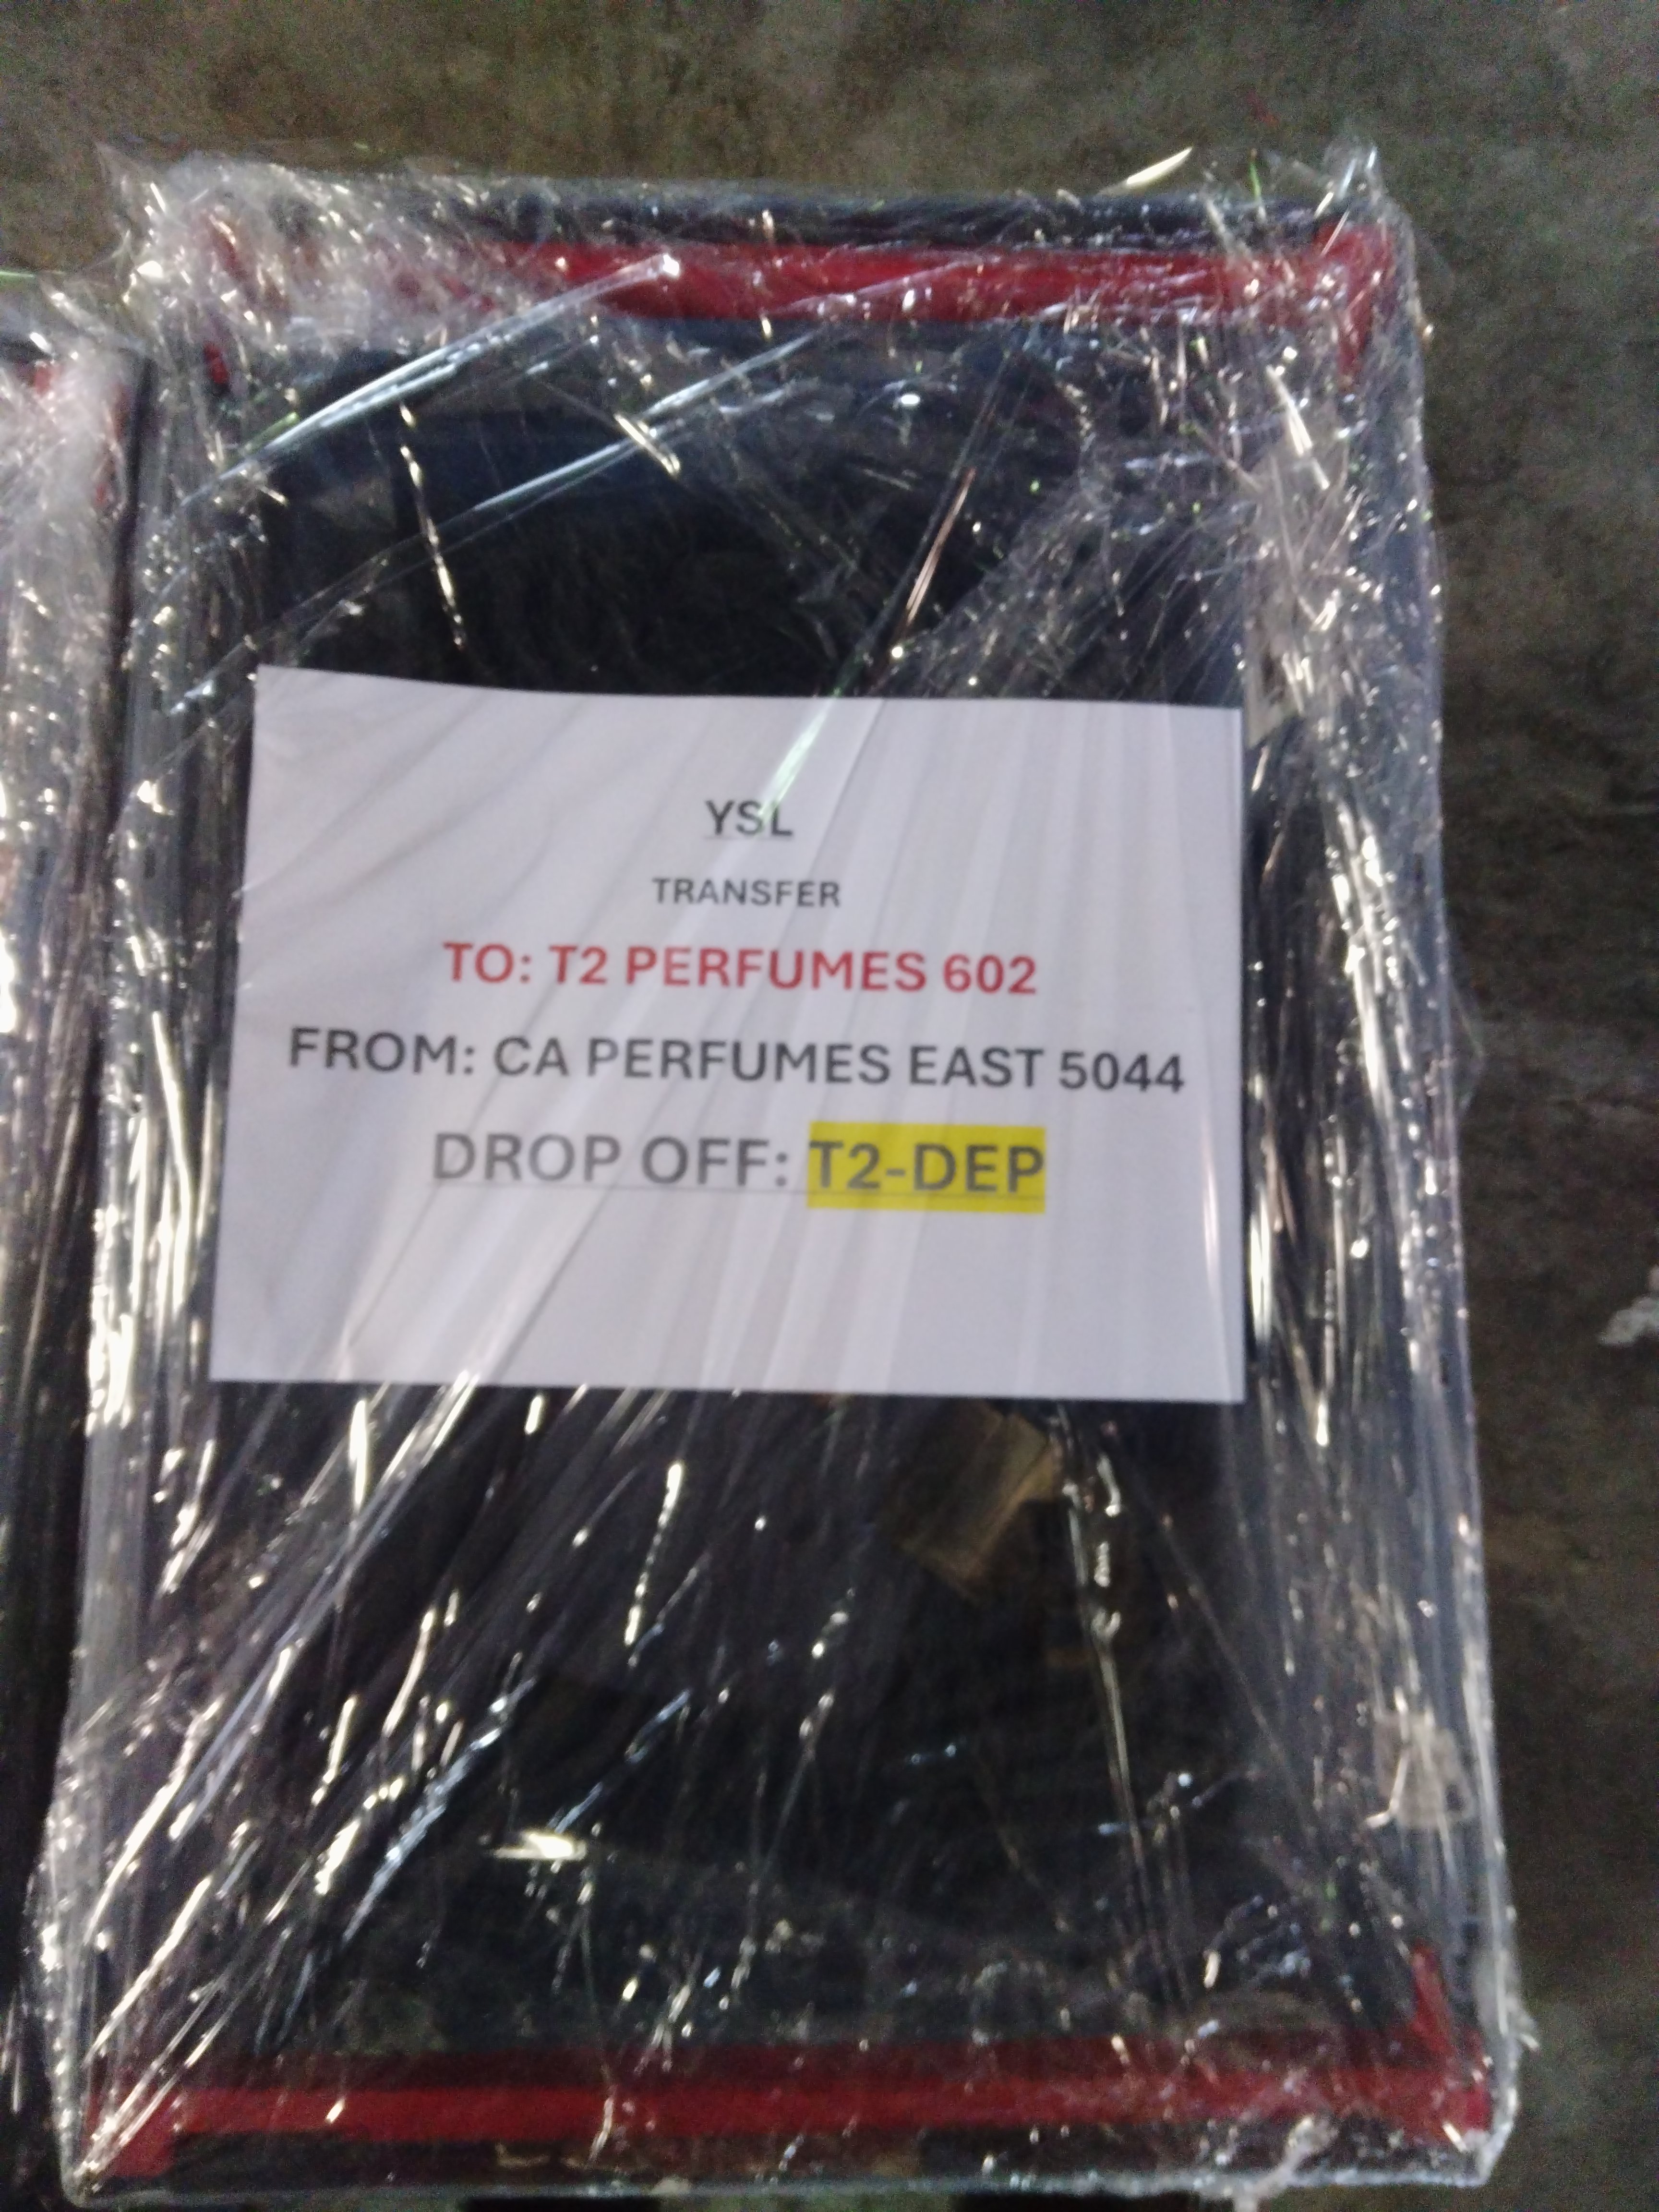 YSL
TRANSFER
TO: T2 PERFUMES 602
FROM: CA PERFUMES EAST 5044
DROP OFF: T2-DEP